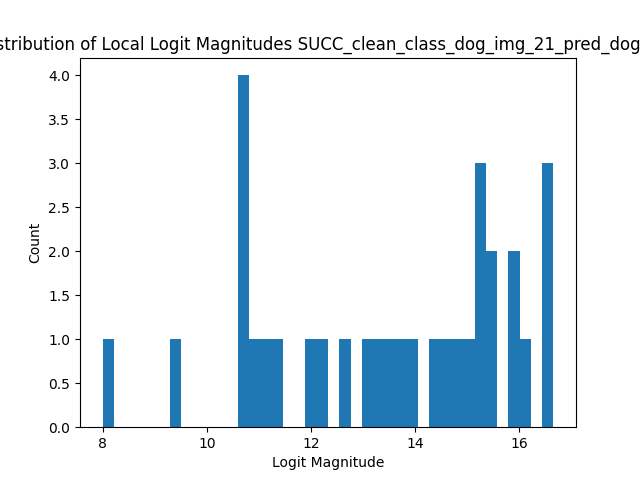 stribution of Local Logit Magnitudes SUCC_clean_class_dog_img_21_pred_dog
4.0
3.5
3.0
2.5
2.0
1.5
1.0
0.5
0.0
Count
8 10 12 14 16
Logit Magnitude